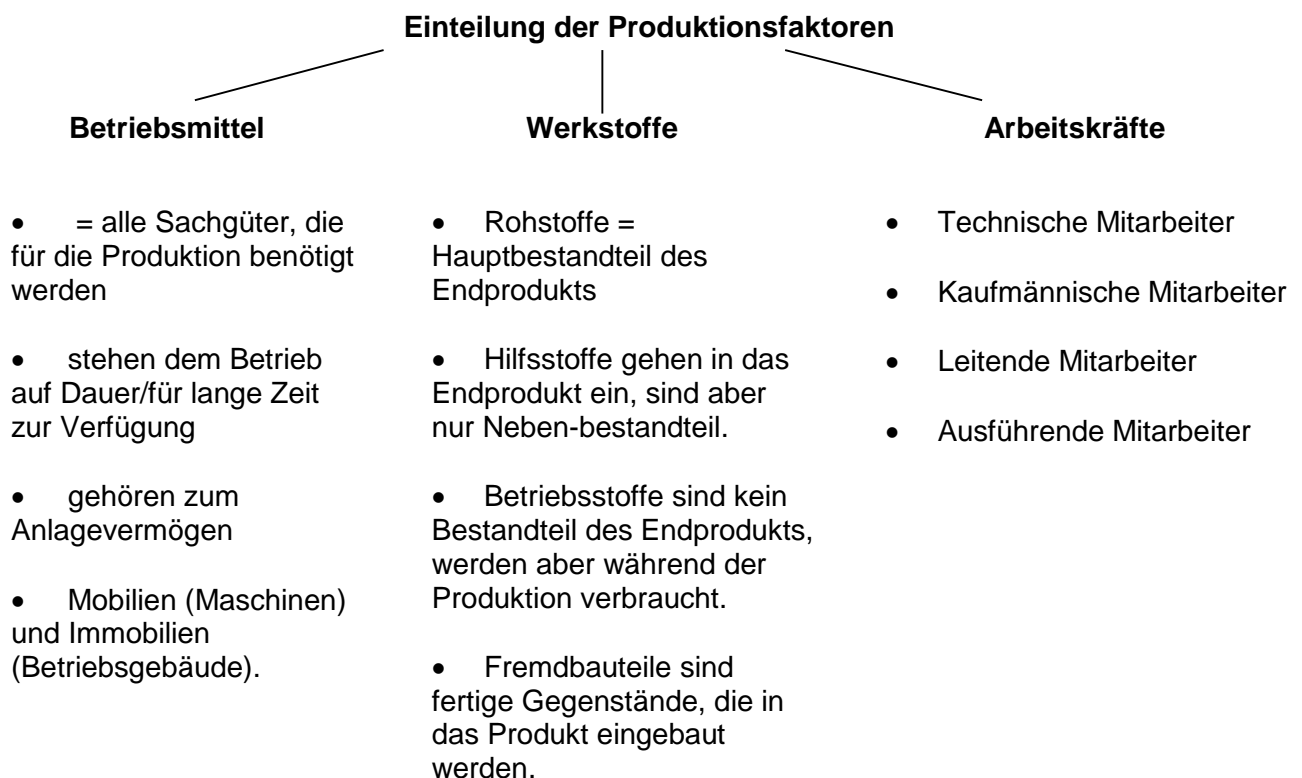 Einteilung der Produktionsfaktoren
Betriebsmittel
Werkstoffe
Arbeitskräfte
• = alle Sachgüter, die
für die Produktion benötigt
werden
• stehen dem Betrieb
auf Dauer/für lange Zeit
zur Verfügung
• gehören zum
Anlagevermögen
• Mobilien (Maschinen)
und Immobilien
(Betriebsgebäude).
• Rohstoffe =
Hauptbestandteil des
Endprodukts
• Hilfsstoffe gehen in das
Endprodukt ein, sind aber
nur Neben-bestandteil.
• Betriebsstoffe sind kein
Bestandteil des Endprodukts,
werden aber während der
Produktion verbraucht.
• Fremdbauteile sind
fertige Gegenstände, die in
das Produkt eingebaut
werden.
• Technische Mitarbeiter
• Kaufmännische Mitarbeiter
• Leitende Mitarbeiter
• Ausführende Mitarbeiter